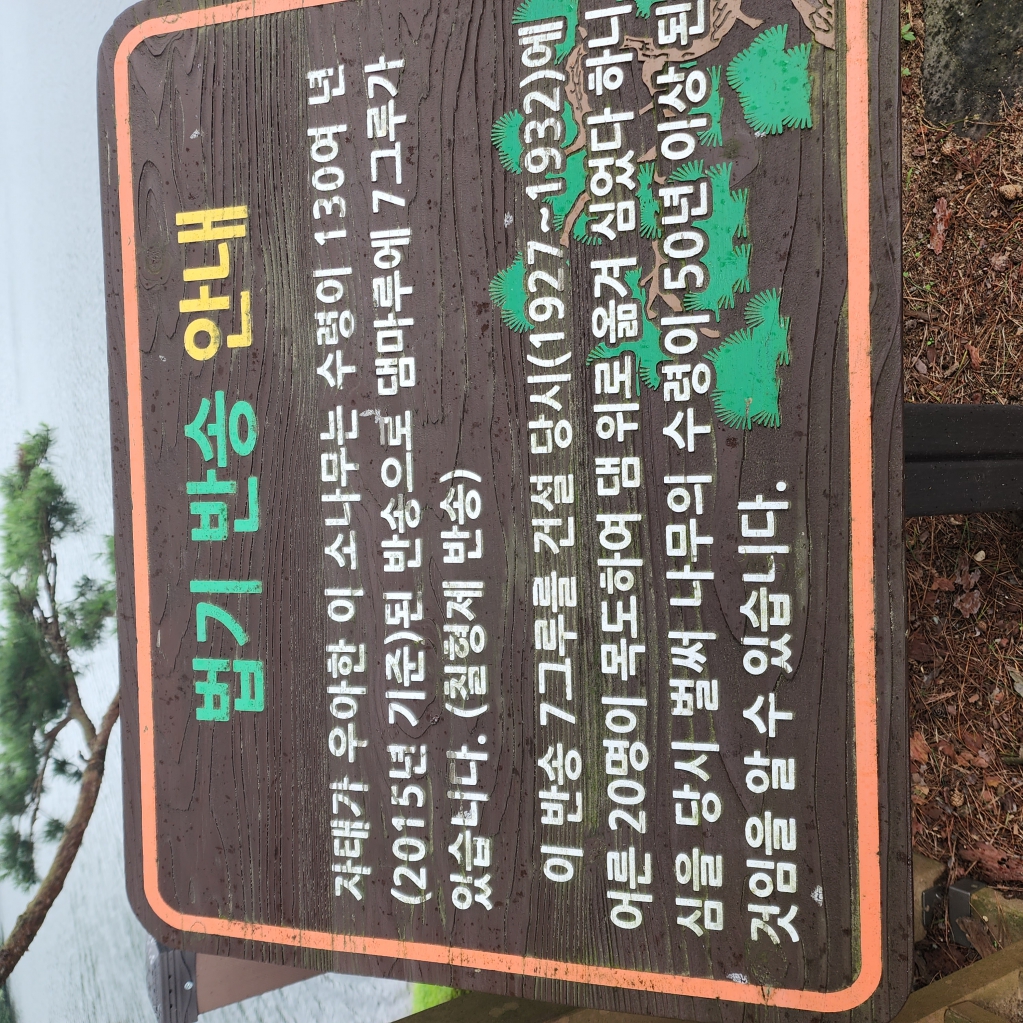 범기 반송 안내
자태가 우아한 이 소나무는 수령이 130여 년
(2015년 기준)된 반송으로 댐마루에 7그루가
있습니다. (칠형제 반송)
이 반송 7그루를 건설 당시(1927~1932)에
어른 20명이 목도하여 댐 위로 옮겨 심었다 하니
심을 당시 벌써 나무의 수령이 50년 이상 된
것임을 알 수 있습니다.